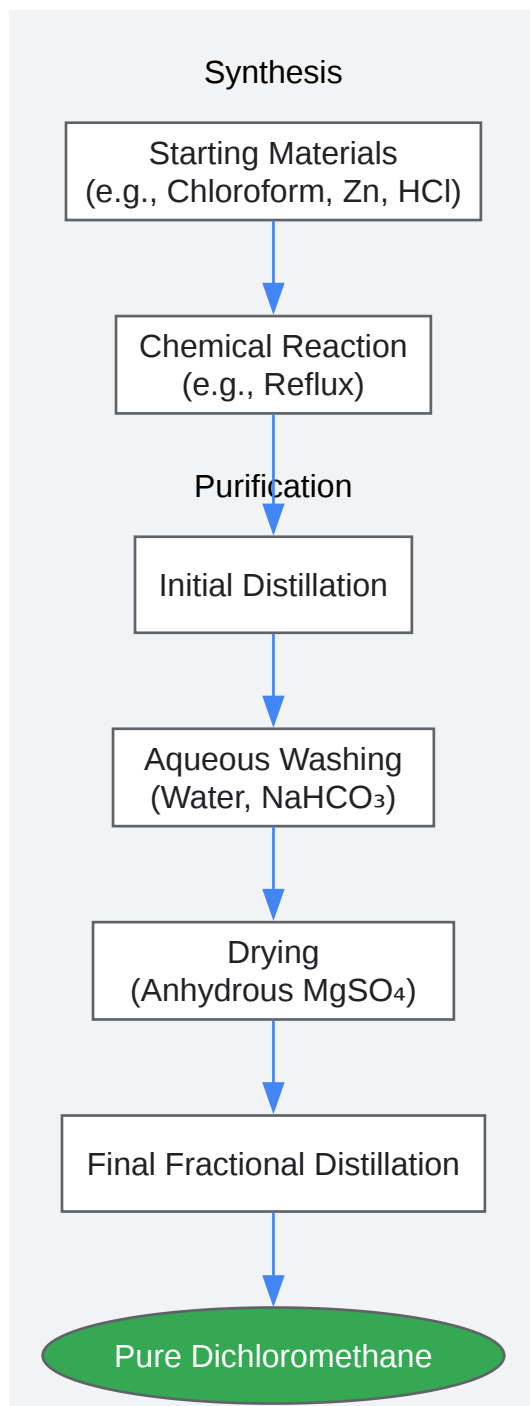 Synthesis
Starting Materials
(e.g., Chloroform, Zn, HCl)
Chemical Reaction
(e.g., Reflux)
Purification
Initial Distillation
Aqueous Washing
(Water, NaHCO₃)
Drying
(Anhydrous MgSO₄)
Final Fractional Distillation
Pure Dichloromethane